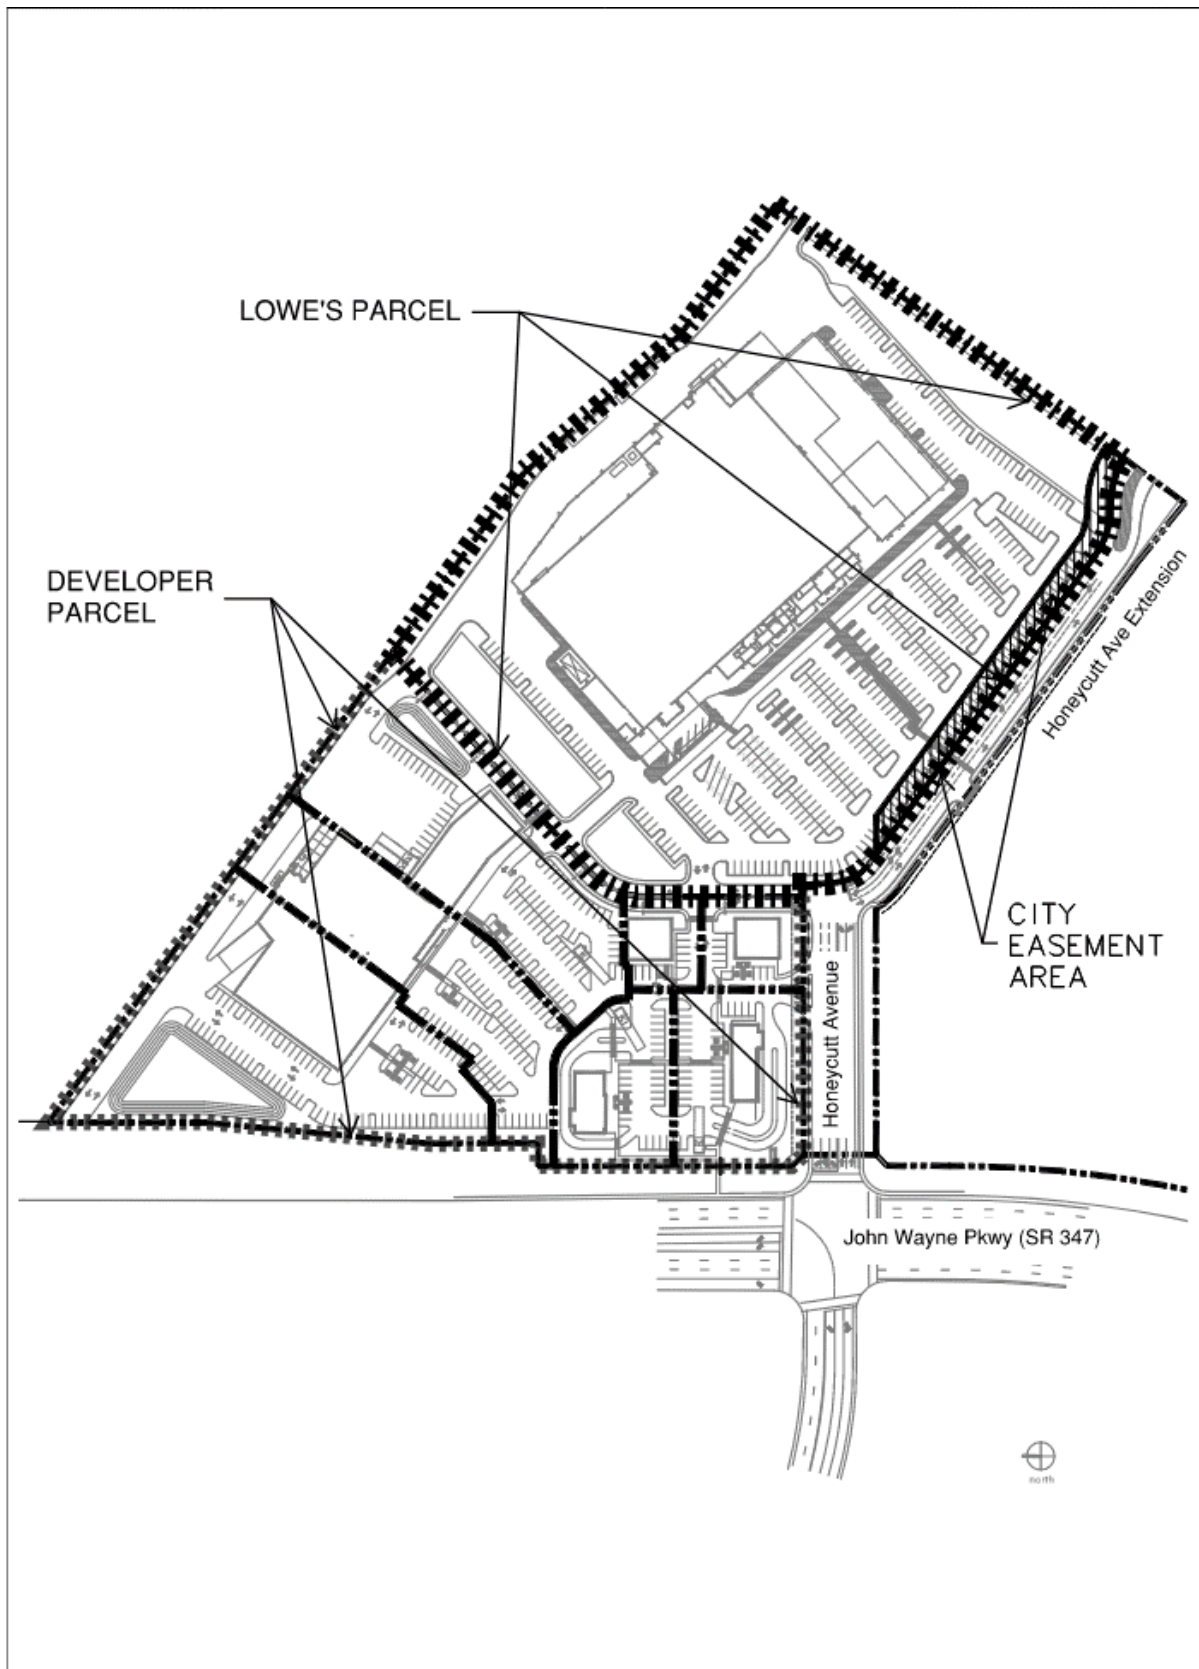 LOWE'S PARCEL
DEVELOPER
PARCEL
Honeycutt Ave Extension
CITY
EASEMENT
AREA
Honeycutt Avenue
John Wayne Pkwy (SR 347)
north